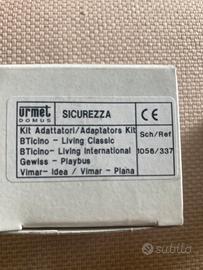 urmet
DOMUS
SICUREZZA
CE
Kit Adattatori/Adaptators Kit
Sch/Ref
BTicino - Living Classic
BTicino - Living International
1056/337
Gewiss - Playbus
Vimar-Idea / Vimar - Plana
subito